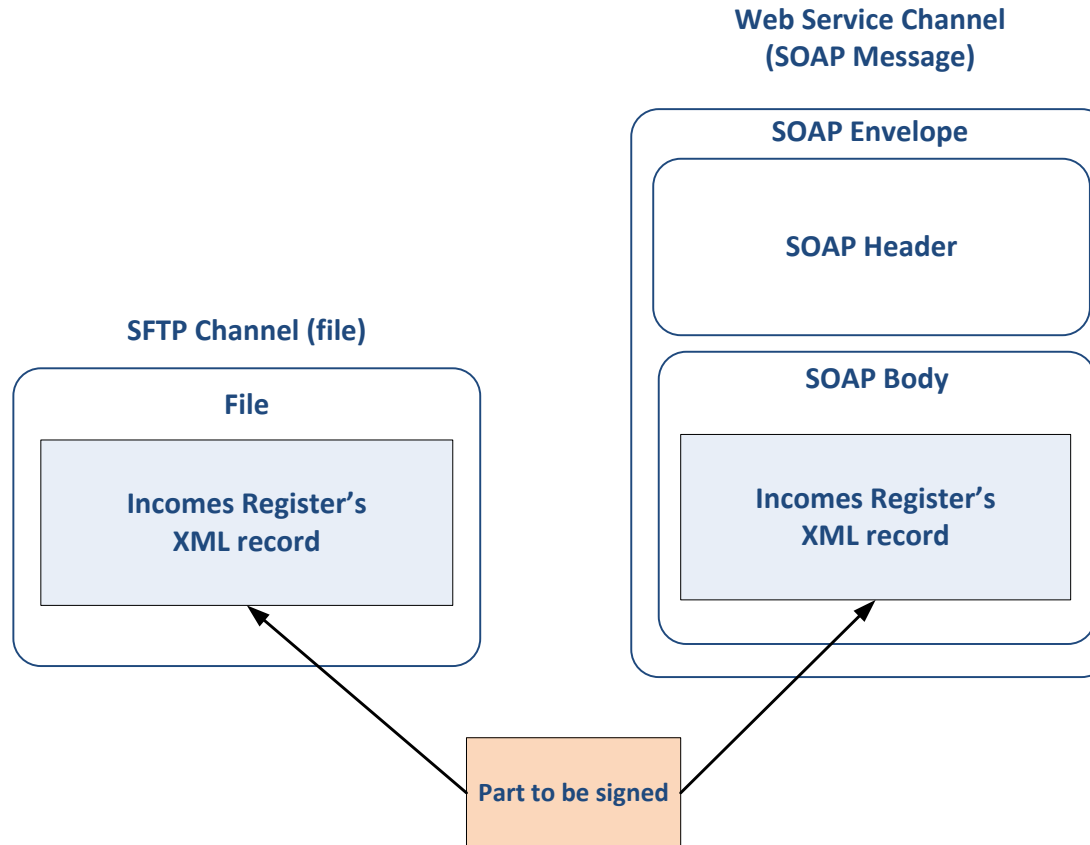 Web Service Channel
(SOAP Message)
SOAP Envelope
SOAP Header
SFTP Channel (file)
File
Incomes Register’s
XML record
SOAP Body
Incomes Register’s
XML record
Part to be signed